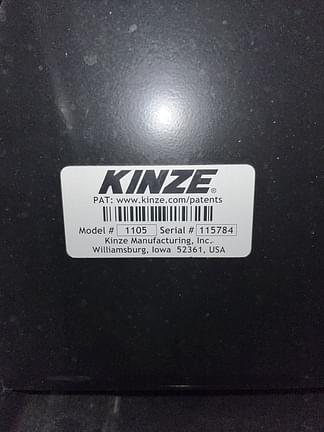 KINZE®
PAT: www.kinze.com/patents
Model # 1105 Serial # 115784
Kinze Manufacturing, Inc.
Williamsburg, Iowa 52361, USA